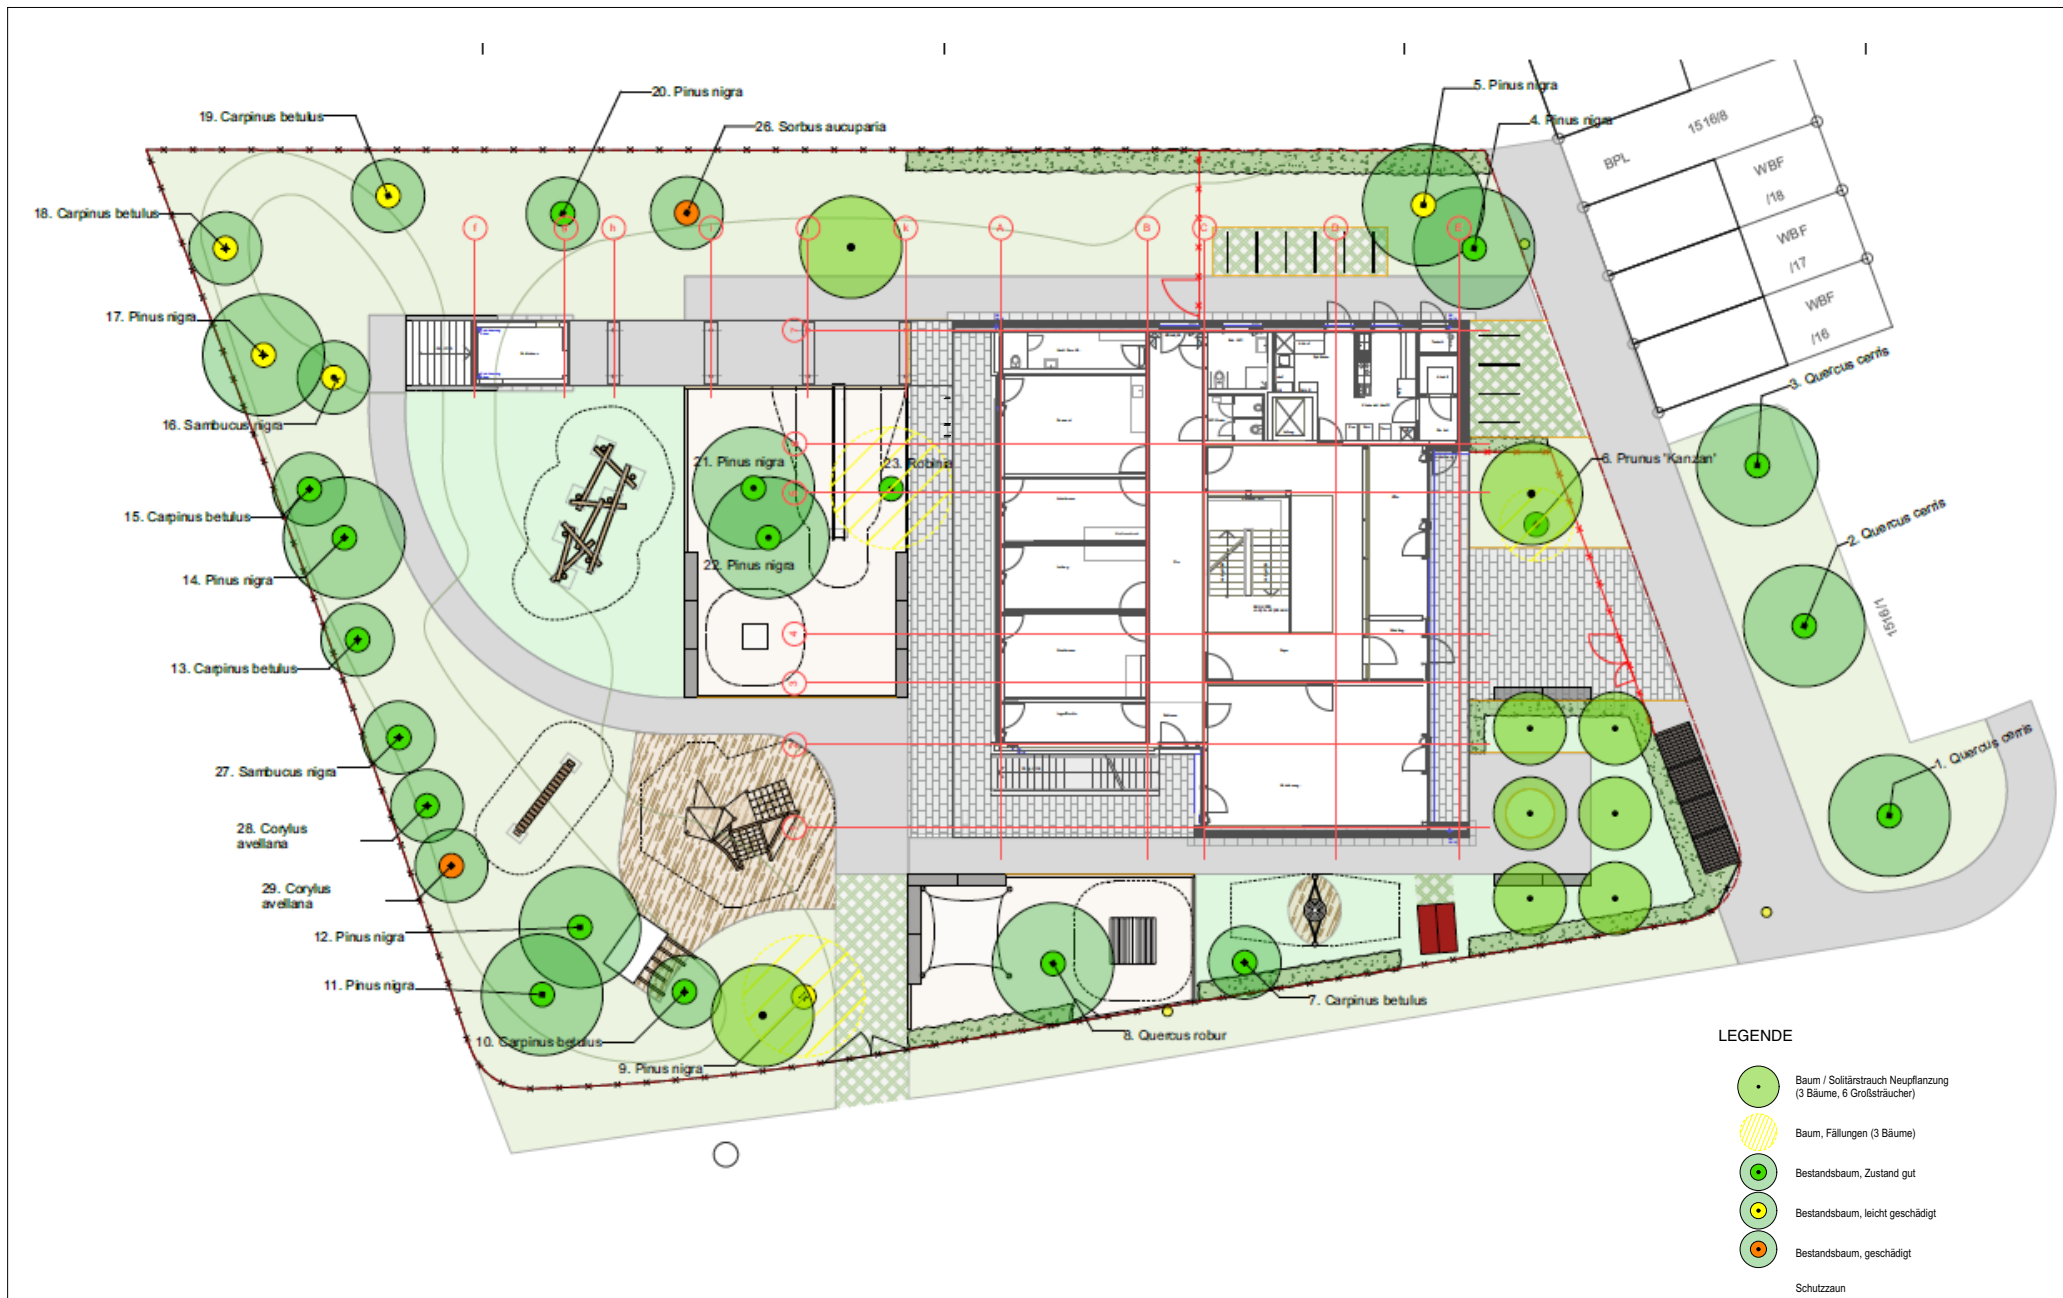 20. Pinus nigra
5. Pinus nigra
19. Carpinus betulus
26. Sorbus aucuparia
4. Pinus nigra
1516/8
BPL
WBF
/18
18. Carpinus betulus
f
h
k
A
B
C
D
E
WBF
/17
17. Pinus nigra
WBF
/16
7
3. Quercus cerris
16. Sambucus nigra
21. Pinus nigra
23. Robinia
6. Prunus 'Kanzan'
15. Carpinus betulus
2. Quercus cerris
14. Pinus nigra
22. Pinus nigra
1516/1
4
13. Carpinus betulus
3
27. Sambucus nigra
2
1. Quercus cerris
28. Corylus
avellana
29. Corylus
avellana
12. Pinus nigra
11. Pinus nigra
7. Carpinus betulus
10. Carpinus betulus
8. Quercus robur
9. Pinus nigra
LEGENDE
Baum / Solitärstrauch Neupflanzung
(3 Bäume, 6 Großsträucher)
Baum, Fällungen (3 Bäume)
Bestandsbaum, Zustand gut
Bestandsbaum, leicht geschädigt
Bestandsbaum, geschädigt
Schutzzaun